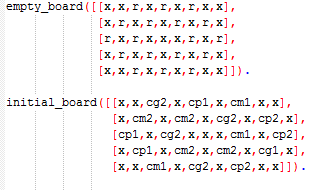 empty_board([[x,x,r,x,r,x,r,x,x],
[x,r,x,r,x,r,x,r,x],
[r,x,r,x,x,x,r,x,r],
[x,r,x,r,x,r,x,r,x],
[x,x,r,x,r,x,r,x,x]]).
initial_board([[x,x,cg2,x,cp1,x,cm1,x,x],
[x,cm2,x,cm2,x,cg2,x,cp2,x],
[cp1,x,cg2,x,x,x,cm1,x,cp2],
[x,cp1,x,cm2,x,cm2,x,cg1,x],
[x,x,cm1,x,cg2,x,cp2,x,x]]).